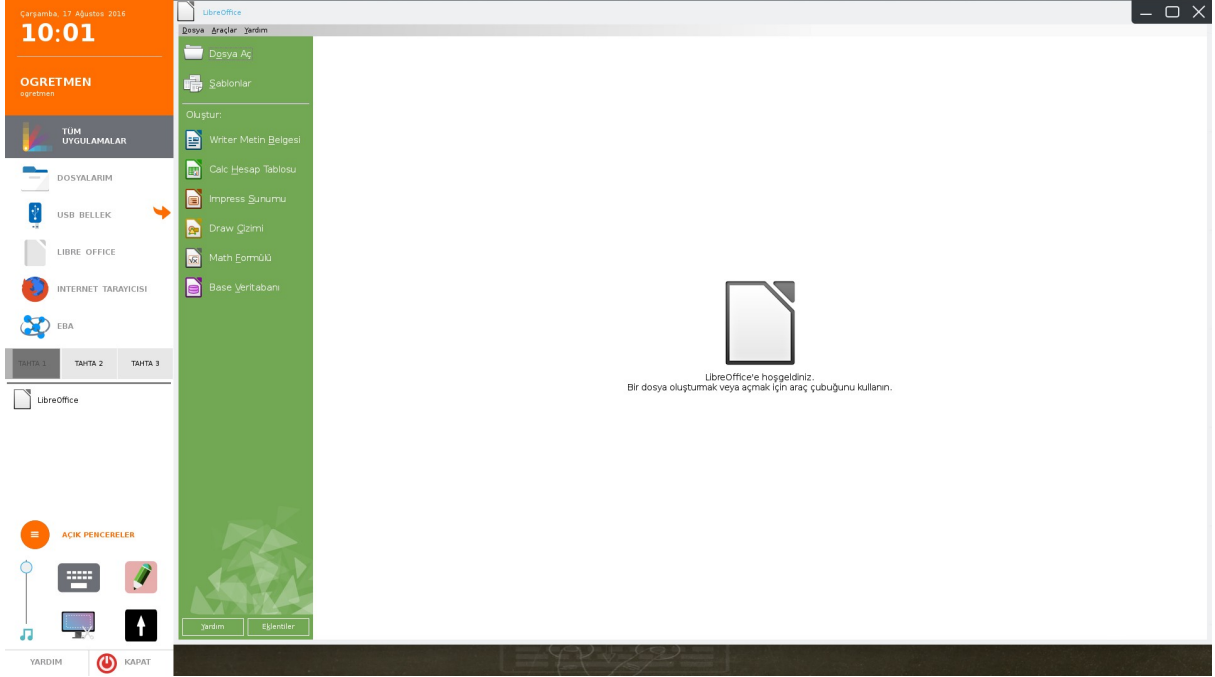 Çarşamba, 17 Ağustos 2016
10:01
OGRETMEN
ogretmen
TÜM
UYGULAMALAR
DOSYALARIM
USB BELLEK
LIBRE OFFICE
INTERNET TARAYICISI
EBA
TAHTA 1 TAHTA 2 TAHTA 3
LibreOffice
AÇIK PENCERELER
YARDIM KAPAT
LibreOffice
Dosya Araçlar Yardım
Dosya Aç
Şablonlar
Oluştur:
Writer Metin Belgesi
Calc Hesap Tablosu
Impress Sunumu
Draw Çizimi
Math Formülü
Base Veritabanı
Yardım Eklentiler
LibreOffice'e hoşgeldiniz.
Bir dosya oluşturmak veya açmak için araç çubuğunu kullanın.